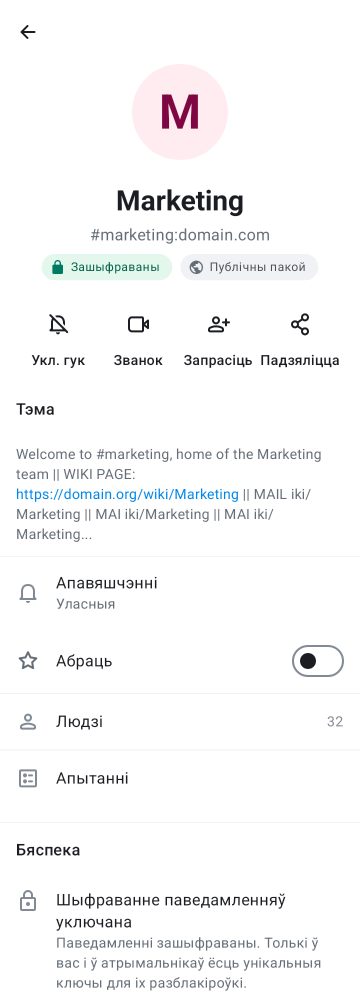 M
Marketing
#marketing:domain.com
Зашыфраваны
Публічны пакой
Укл. гук
Званок
Запрасіць
Падзяліцца
Тэма
Welcome to #marketing, home of the Marketing
team || WIKI PAGE:
https://domain.org/wiki/Marketing || MAIL iki/
Marketing || MAI iki/Marketing || MAI iki/
Marketing...
Апавяшчэнні
Уласныя
Абраць
Людзі
32
Апытанні
Бяспека
Шыфраванне паведамленняў
уключана
Паведамленні зашыфраваны. Толькі ў
вас і ў атрымальнікаў ёсць унікальныя
ключы для іх разблакіроўкі.